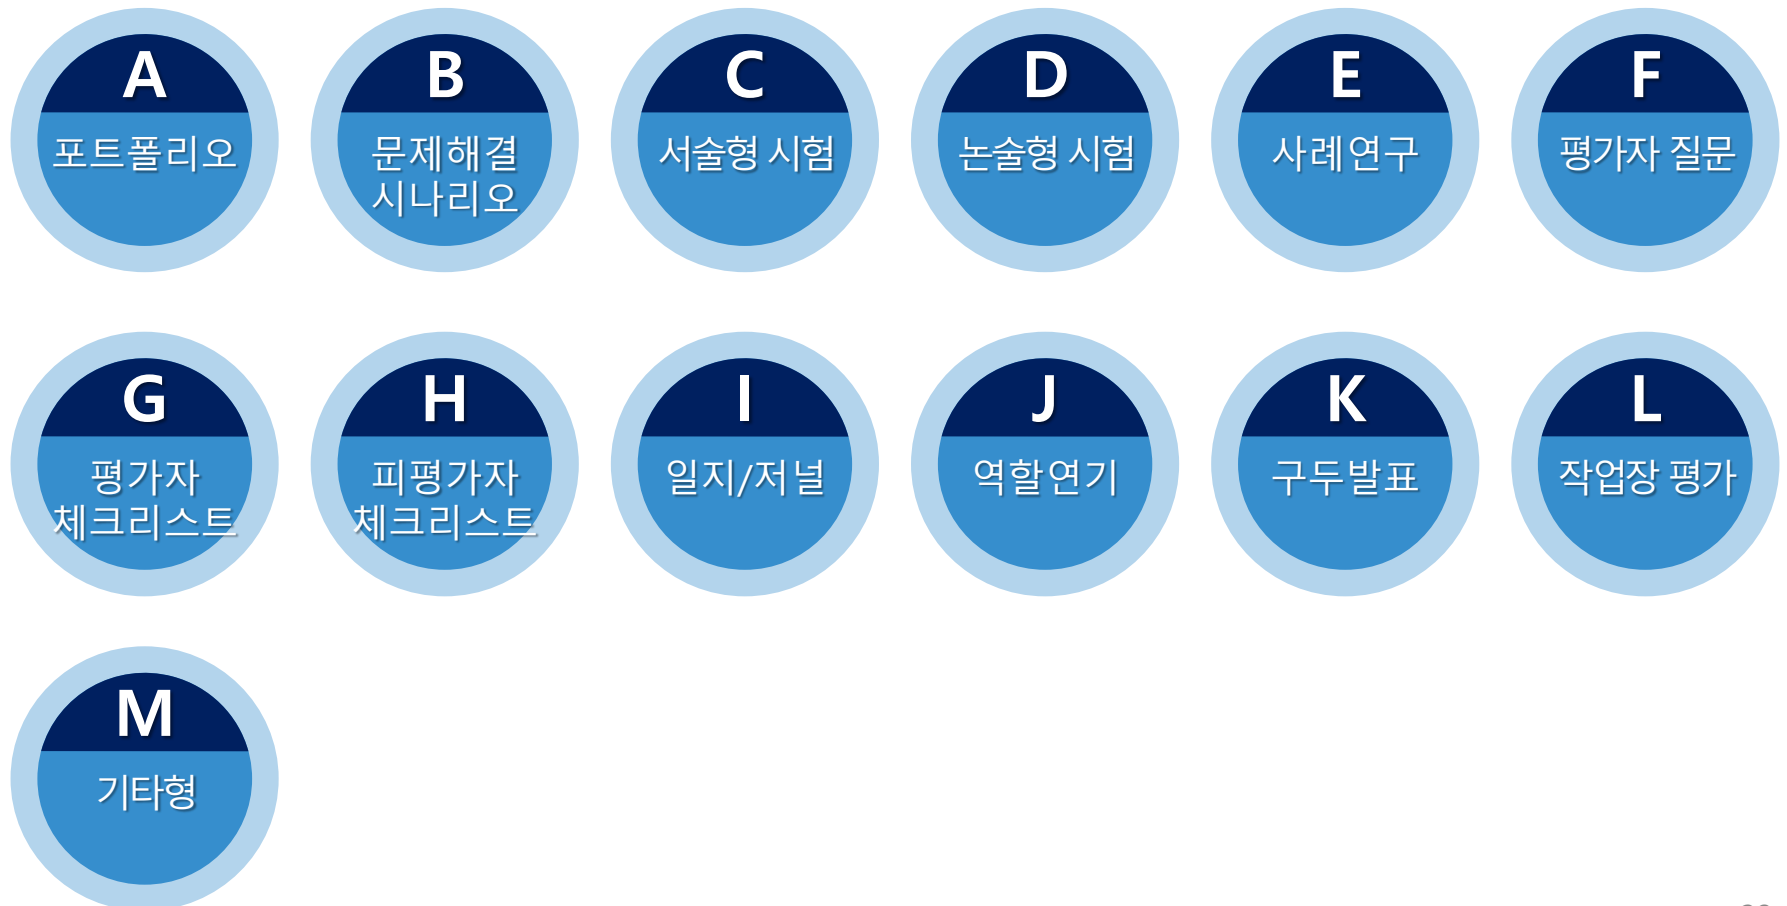 A
포트폴리오
B
문제해결
시나리오
C
서술형 시험
D
논술형 시험
E
사례연구
F
평가자 질문
G
평가자
체크리스트
H
피평가자
체크리스트
I
일지/저널
J
역할연기
K
구두발표
L
작업장 평가
M
기타형